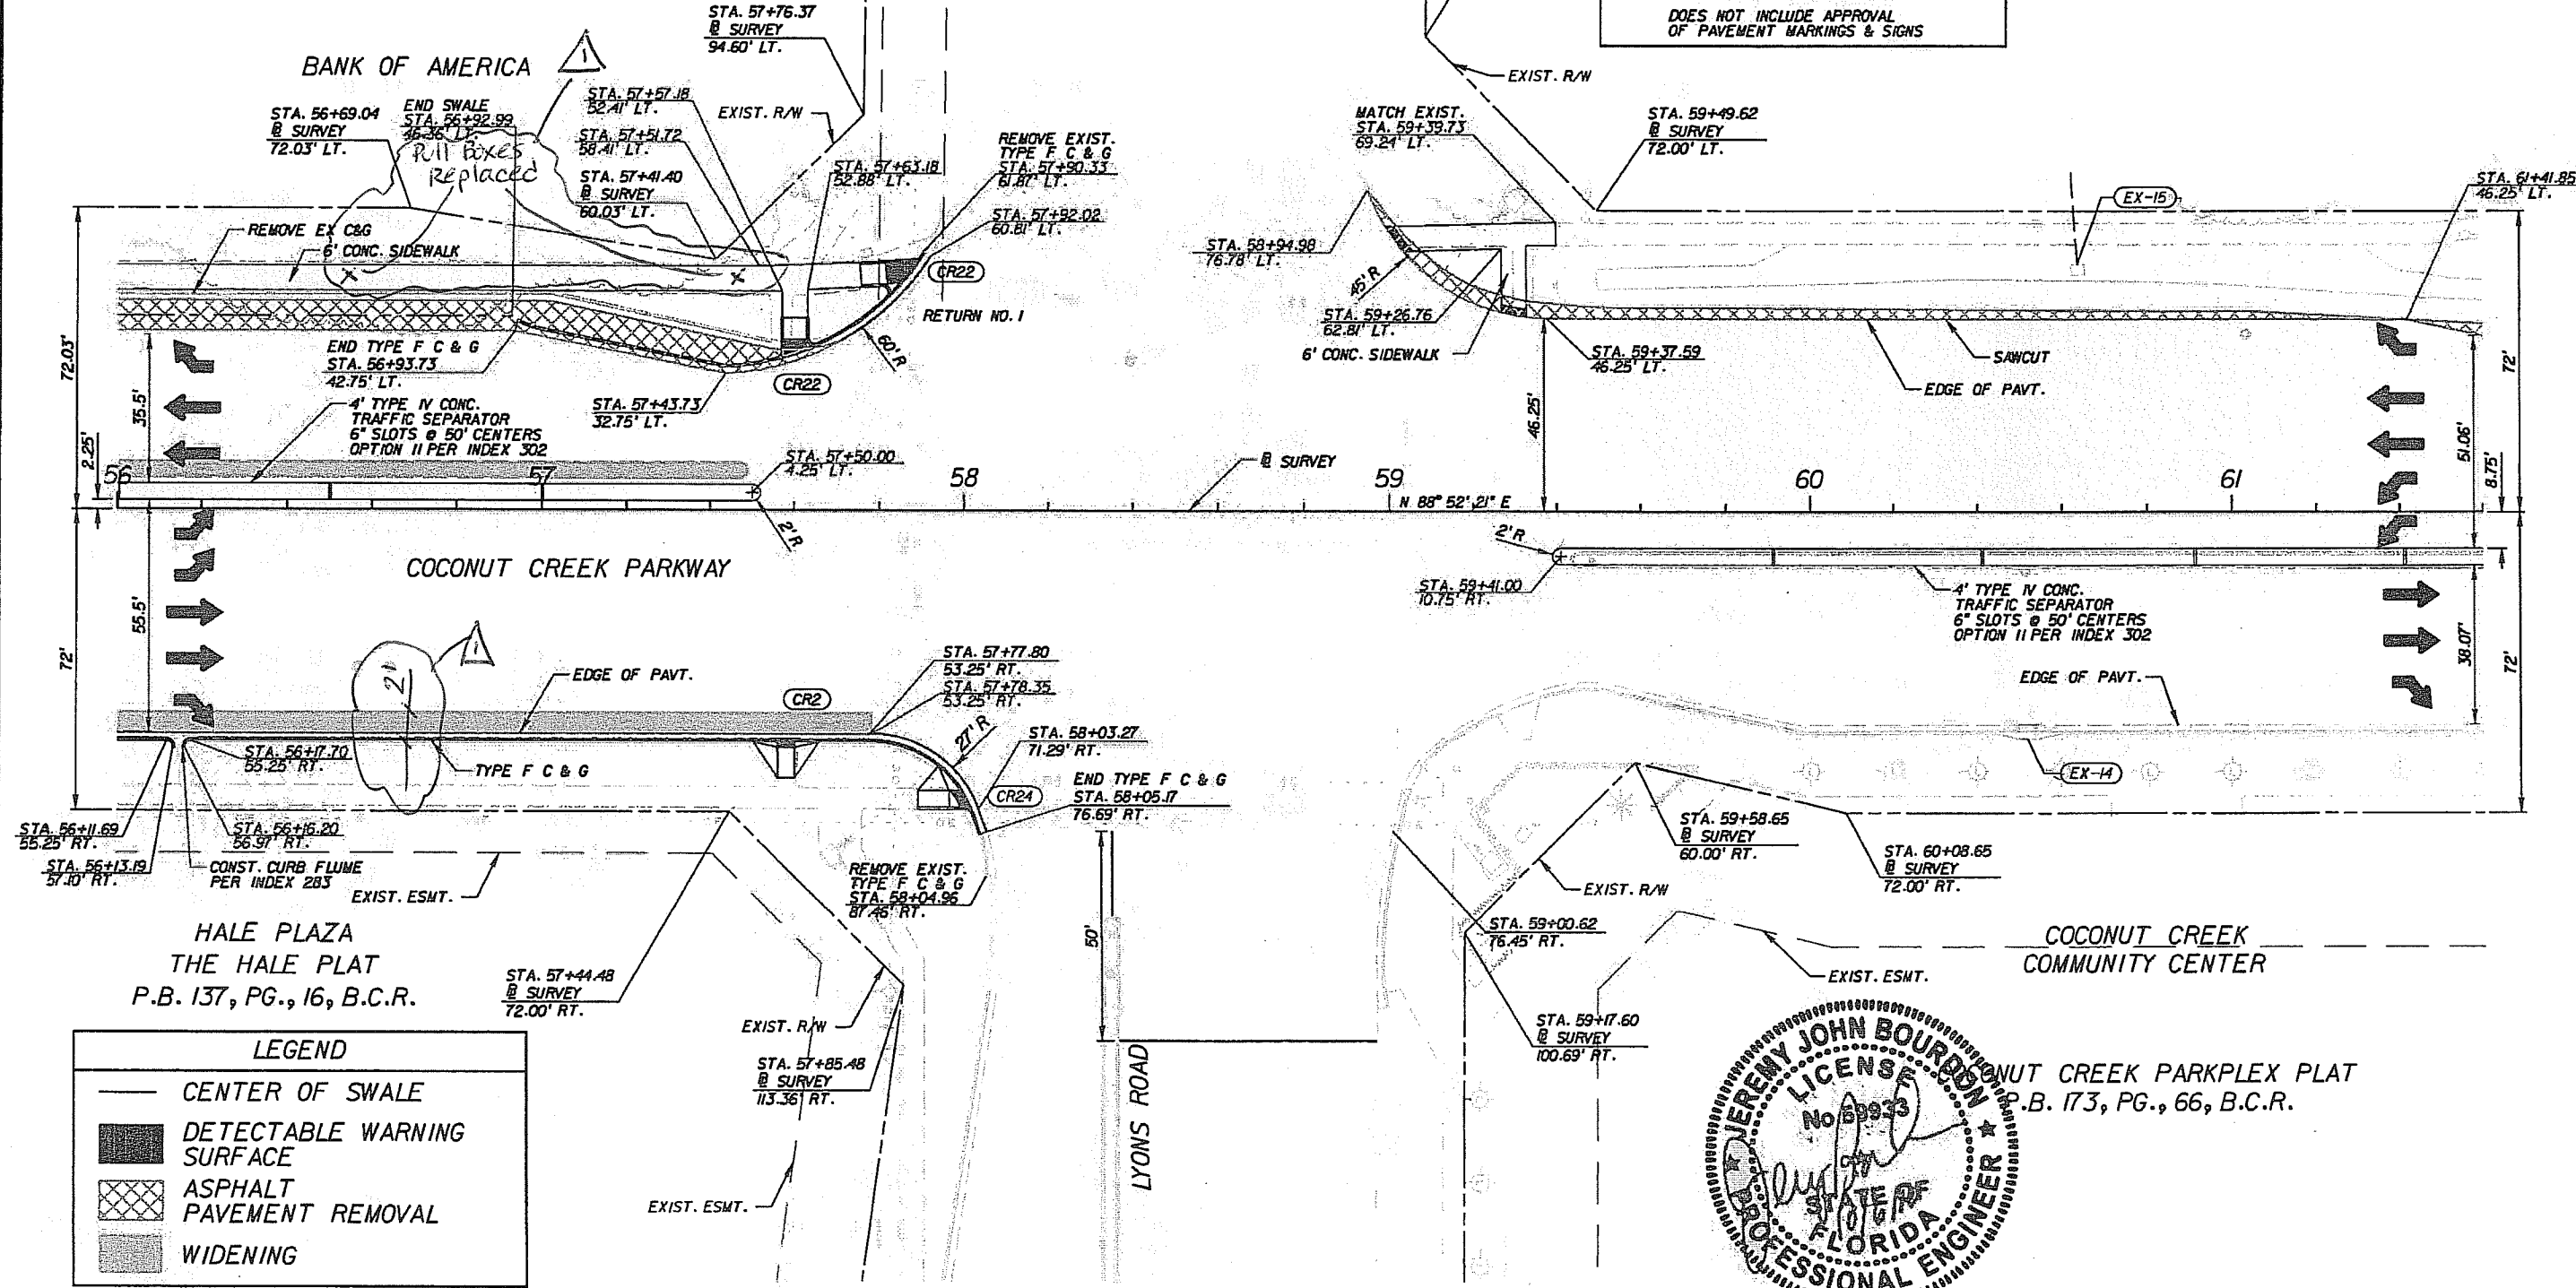 DOES NOT INCLUDE APPROVAL
OF PAVEMENT MARKINGS & SIGNS
STA. 57+76.37
℄ SURVEY
94.60' LT.
BANK OF AMERICA
1
STA. 56+69.04
SURVEY
72.03' LT.
END SWALE
STA. 56+92.99
46.36' LT.
Pull Boxes
Replaced
STA. 57+57.18
52.41' LT.
STA. 57+51.72
58.41' LT.
STA. 57+41.40
SURVEY
60.03' LT.
EXIST. R/W
STA. 57+63.18
52.88' LT.
REMOVE EXIST.
TYPE F C & G
STA. 57+90.33
61.87' LT.
STA. 57+92.02
60.81' LT.
CR22
RETURN NO. 1
60' R
CR22
REMOVE EX C&G
6' CONC. SIDEWALK
END TYPE F C & G
STA. 56+93.73
42.75' LT.
STA. 57+43.73
32.75' LT.
4' TYPE IV CONC.
TRAFFIC SEPARATOR
6" SLOTS @ 50' CENTERS
OPTION II PER INDEX 302
72.03'
35.5'
2.25'
STA. 57+50.00
4.25' LT.
2' R
EXIST. R/W
MATCH EXIST.
STA. 59+39.73
69.24' LT.
STA. 59+49.62
SURVEY
72.00' LT.
EX-15
STA. 61+41.85
46.25' LT.
STA. 58+94.98
76.78' LT.
45' R
STA. 59+26.76
62.81' LT.
6' CONC. SIDEWALK
STA. 59+37.59
46.25' LT.
SAWCUT
EDGE OF PAVT.
46.25'
72'
51.06'
8.75'
56
57
58
59
60
61
SURVEY
N 88° 52' 21" E
COCONUT CREEK PARKWAY
2' R
STA. 59+41.00
10.75' RT.
4' TYPE IV CONC.
TRAFFIC SEPARATOR
6" SLOTS @ 50' CENTERS
OPTION II PER INDEX 302
72'
55.5'
21
1
EDGE OF PAVT.
CR2
STA. 57+77.80
53.25' RT.
STA. 57+78.35
53.25' RT.
27' R
STA. 58+03.27
71.29' RT.
END TYPE F C & G
STA. 58+05.17
76.69' RT.
CR24
STA. 56+17.70
55.25' RT.
TYPE F C & G
STA. 56+11.69
55.25' RT.
STA. 56+13.19
57.10' RT.
STA. 56+16.20
56.97' RT.
CONST. CURB FLUME
PER INDEX 283
EXIST. ESMT.
REMOVE EXIST.
TYPE F C & G
STA. 58+04.96
87.46' RT.
EDGE OF PAVT.
38.07'
72'
EX-14
STA. 59+58.65
SURVEY
60.00' RT.
STA. 60+08.65
SURVEY
72.00' RT.
EXIST. R/W
STA. 59+00.62
76.45' RT.
STA. 59+17.60
SURVEY
100.69' RT.
EXIST. ESMT.
COCONUT CREEK
COMMUNITY CENTER
HALE PLAZA
THE HALE PLAT
P.B. 137, PG., 16, B.C.R.
STA. 57+44.48
SURVEY
72.00' RT.
EXIST. R/W
STA. 57+85.48
SURVEY
113.36' RT.
EXIST. ESMT.
50'
LYONS ROAD
NUT CREEK PARKPLEX PLAT
P.B. 173, PG., 66, B.C.R.
JEREMY JOHN BOURDON
LICENSE
No
STATE OF
FLORIDA
PROFESSIONAL ENGINEER
LEGEND
CENTER OF SWALE
DETECTABLE WARNING
SURFACE
ASPHALT
PAVEMENT REMOVAL
WIDENING